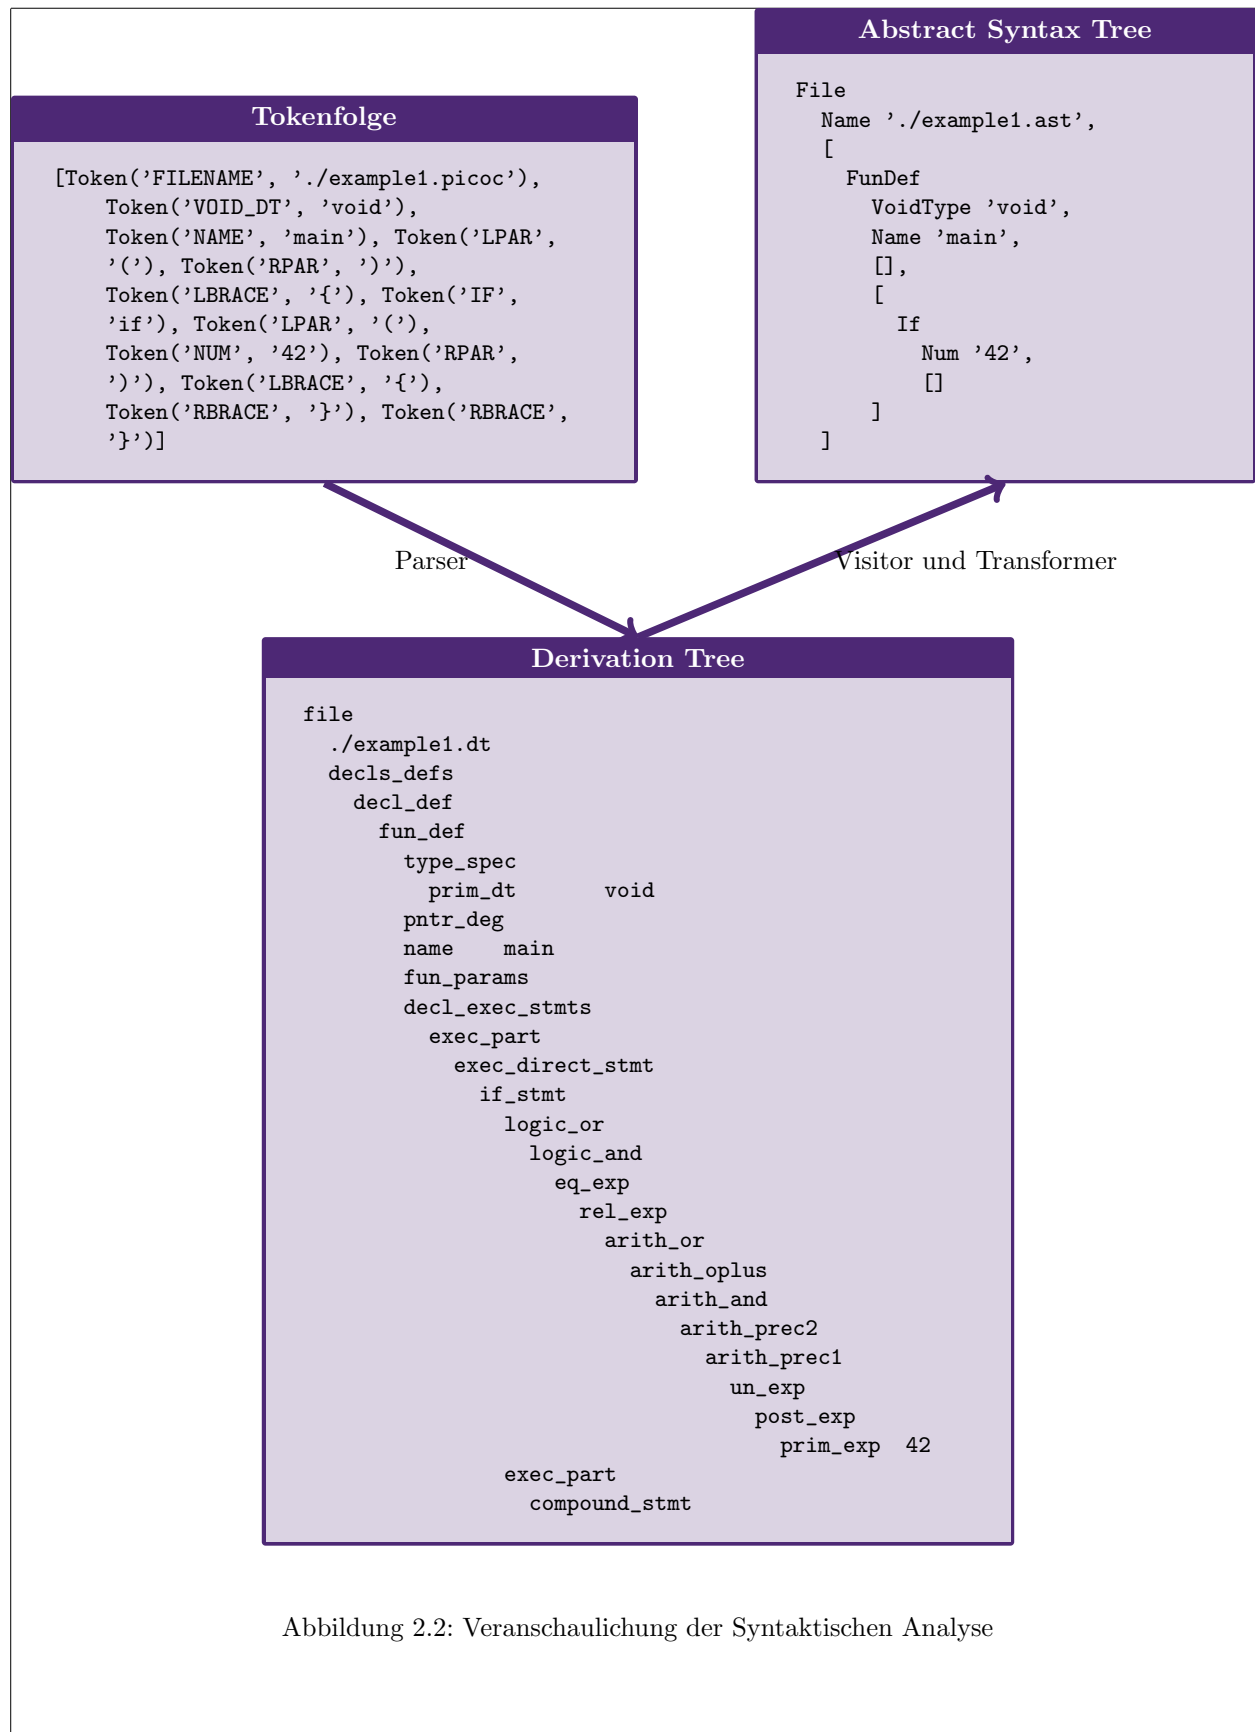 Tokenfolge
[Token('FILENAME', './example1.picoc'),
Token('VOID_DT', 'void'),
Token('NAME', 'main'), Token('LPAR',
'('), Token('RPAR', ')'),
Token('LBRACE', '{'), Token('IF',
'if'), Token('LPAR', '('),
Token('NUM', '42'), Token('RPAR',
')'), Token('LBRACE', '{'),
Token('RBRACE', '}'), Token('RBRACE',
'}')]
Abstract Syntax Tree
File
  Name './example1.ast',
  [
    FunDef
      VoidType 'void',
      Name 'main',
      [],
      [
        If
          Num '42',
          []
      ]
  ]
Parser
Visitor und Transformer
Derivation Tree
file
  ./example1.dt
  decls_defs
    decl_def
      fun_def
        type_spec
          prim_dt       void
        pntr_deg
        name    main
        fun_params
        decl_exec_stmts
          exec_part
            exec_direct_stmt
              if_stmt
                logic_or
                  logic_and
                    eq_exp
                      rel_exp
                        arith_or
                          arith_oplus
                            arith_and
                              arith_prec2
                                arith_prec1
                                  un_exp
                                    post_exp
                                      prim_exp  42
                exec_part
                  compound_stmt
Abbildung 2.2: Veranschaulichung der Syntaktischen Analyse